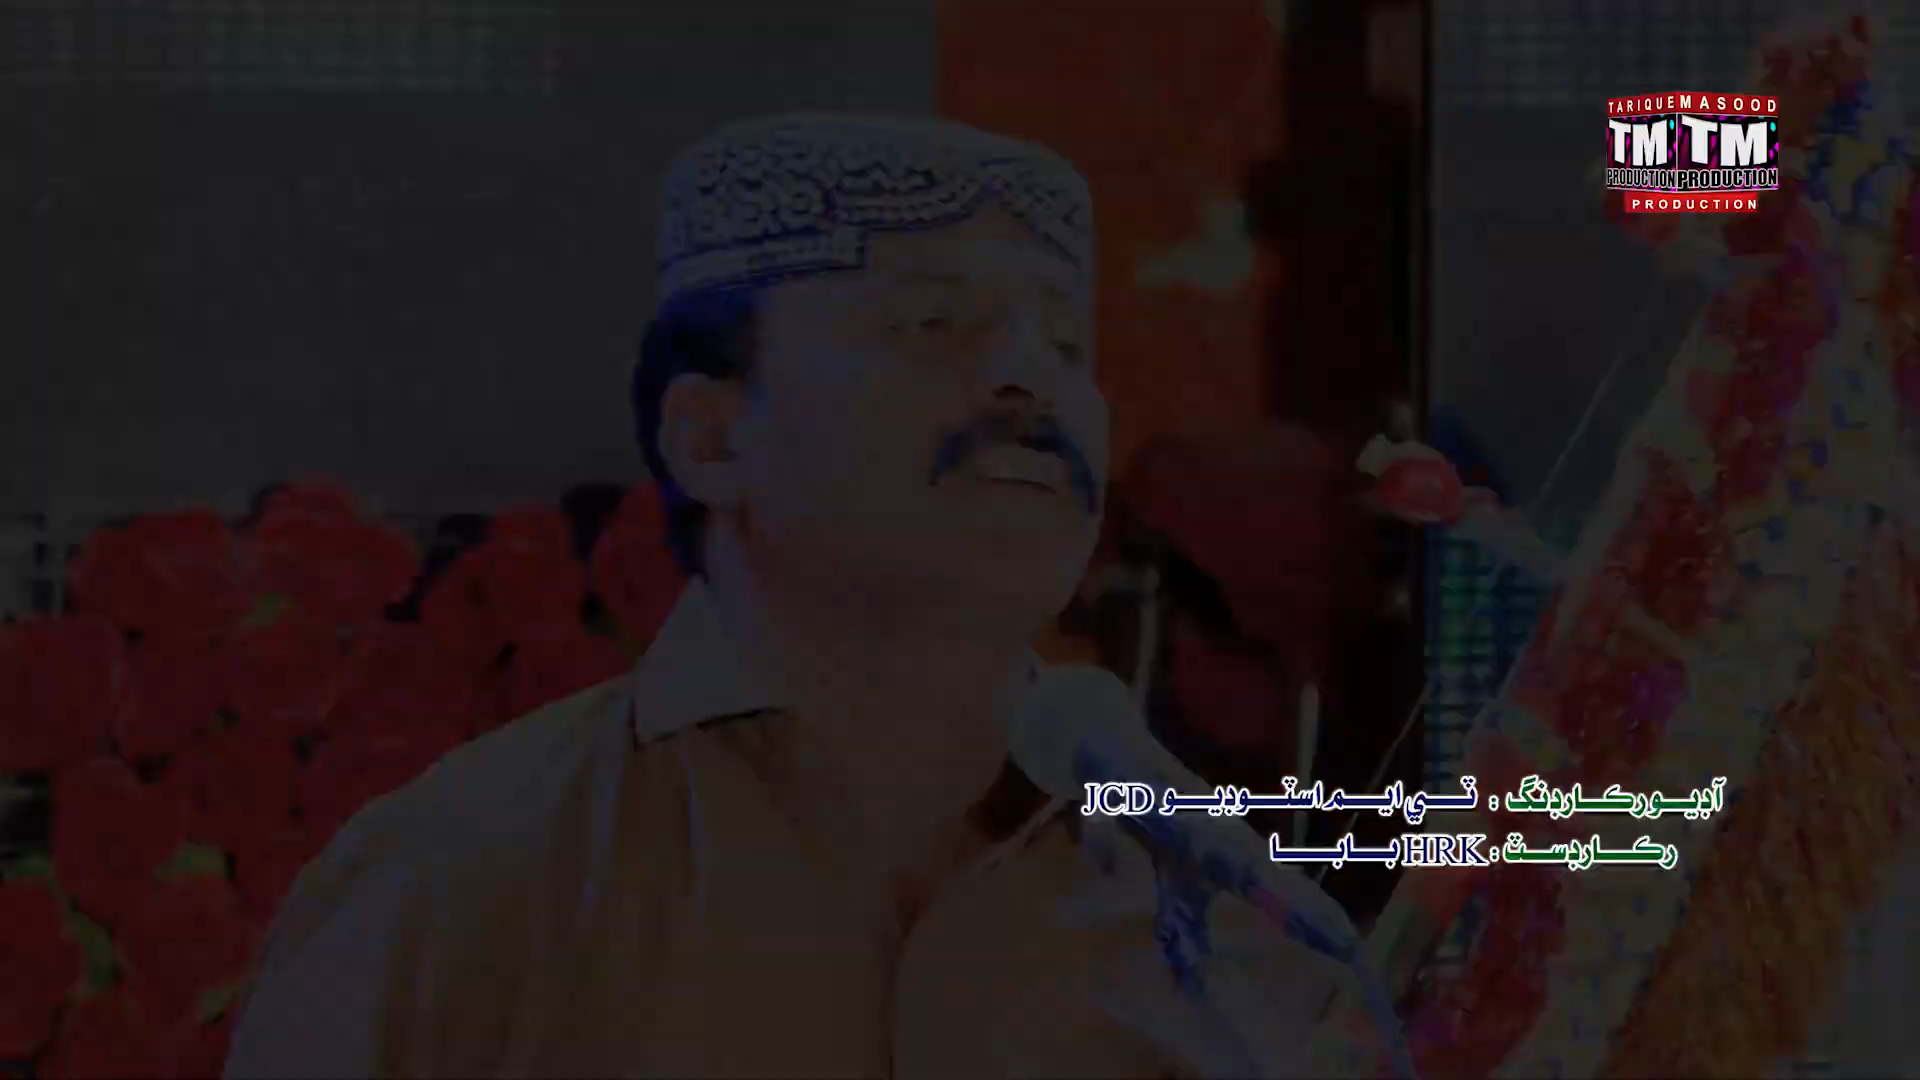 TARIQUE MASOOD
TM TM
PRODUCTION PRODUCTION
PRODUCTION
آڊيو رڪارڊنگ : ٽي ايم اسٽوڊيو JCD
رڪارڊسٽ : HRK بابا